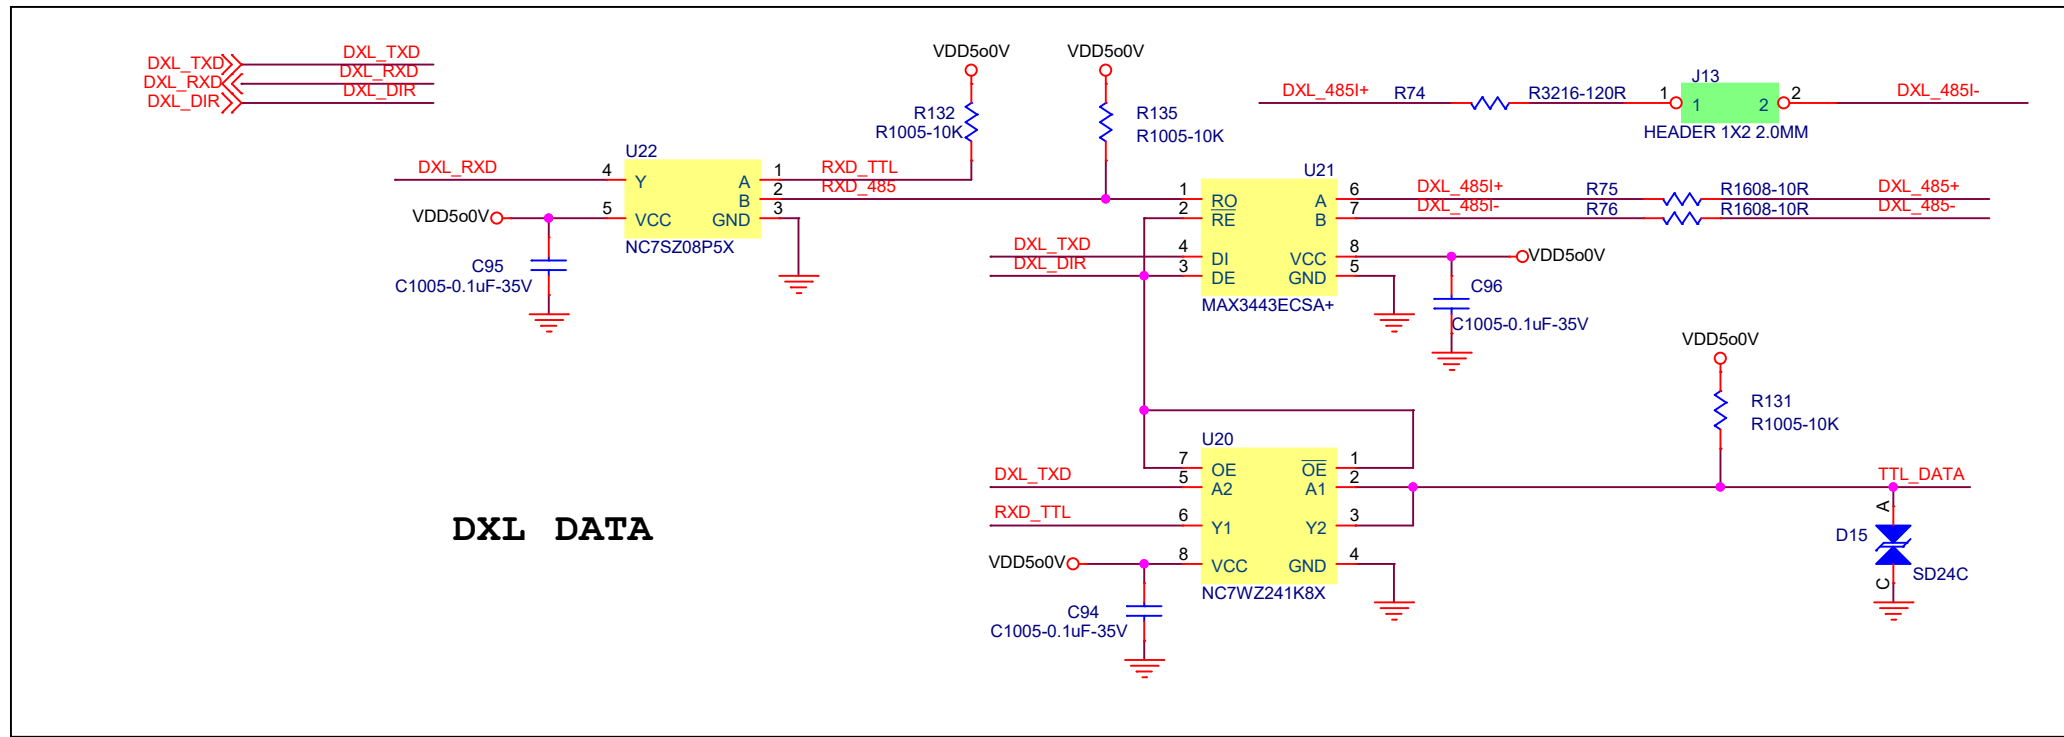 DXL_TXD DXL_TXD
DXL_RXD DXL_RXD
DXL_DIR DXL_DIR
VDD5o0V VDD5o0V
R132
R1005-10K
R135
R1005-10K
DXL_485I+ R74 R3216-120R 1 J13 1 2 2 DXL_485I-
HEADER 1X2 2.0MM
U22
DXL_RXD 4 Y A 1 RXD_TTL
B 2 RXD_485
VDD5o0V 5 VCC GND 3
NC7SZ08P5X
C95
C1005-0.1uF-35V
U21
1 RO A 6 DXL_485I+ R75 R1608-10R DXL_485+
2 RE B 7 DXL_485I- R76 R1608-10R DXL_485-
DXL_TXD 4 DI VCC 8 VDD5o0V
DXL_DIR 3 DE GND 5
MAX3443ECSA+
C96
C1005-0.1uF-35V
VDD5o0V
R131
R1005-10K
U20
7 OE OE 1
DXL_TXD 5 A2 A1 2 TTL_DATA
RXD_TTL 6 Y1 Y2 3
VDD5o0V 8 VCC GND 4
NC7WZ241K8X
C94
C1005-0.1uF-35V
A
D15
SD24C
C
DXL DATA